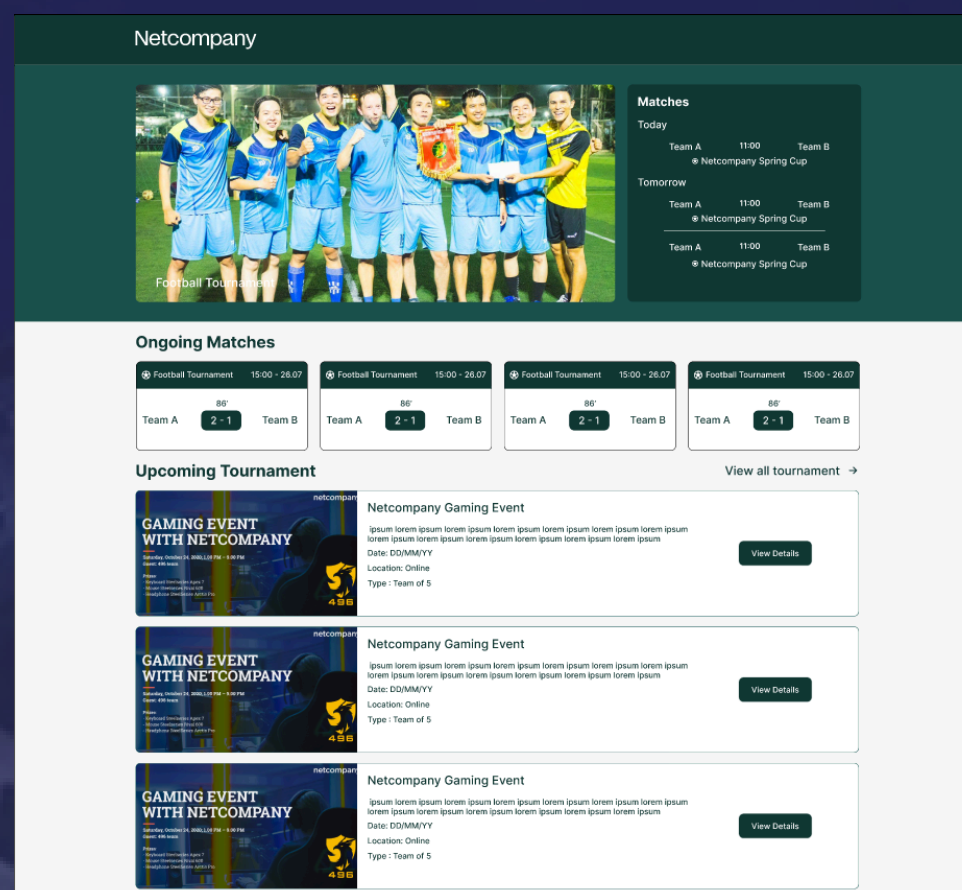 Netcompany
Football Tournament
Matches
Today
Team A 11:00 Team B
Netcompany Spring Cup
Tomorrow
Team A 11:00 Team B
Netcompany Spring Cup
Team A 11:00 Team B
Netcompany Spring Cup
Ongoing Matches
Football Tournament 15:00 - 26.07
86'
Team A 2 - 1 Team B
Football Tournament 15:00 - 26.07
86'
Team A 2 - 1 Team B
Football Tournament 15:00 - 26.07
86'
Team A 2 - 1 Team B
Football Tournament 15:00 - 26.07
86'
Team A 2 - 1 Team B
Upcoming Tournament
View all tournament →
netcompany
GAMING EVENT
WITH NETCOMPANY
496
Netcompany Gaming Event
ipsum lorem ipsum lorem ipsum lorem ipsum lorem ipsum lorem ipsum lorem ipsum
lorem ipsum lorem ipsum lorem ipsum lorem ipsum lorem ipsum lorem ipsum
Date: DD/MM/YY
Location: Online
Type : Team of 5
View Details
netcompany
GAMING EVENT
WITH NETCOMPANY
496
Netcompany Gaming Event
ipsum lorem ipsum lorem ipsum lorem ipsum lorem ipsum lorem ipsum lorem ipsum
lorem ipsum lorem ipsum lorem ipsum lorem ipsum lorem ipsum lorem ipsum
Date: DD/MM/YY
Location: Online
Type : Team of 5
View Details
netcompany
GAMING EVENT
WITH NETCOMPANY
496
Netcompany Gaming Event
ipsum lorem ipsum lorem ipsum lorem ipsum lorem ipsum lorem ipsum lorem ipsum
lorem ipsum lorem ipsum lorem ipsum lorem ipsum lorem ipsum lorem ipsum
Date: DD/MM/YY
Location: Online
Type : Team of 5
View Details